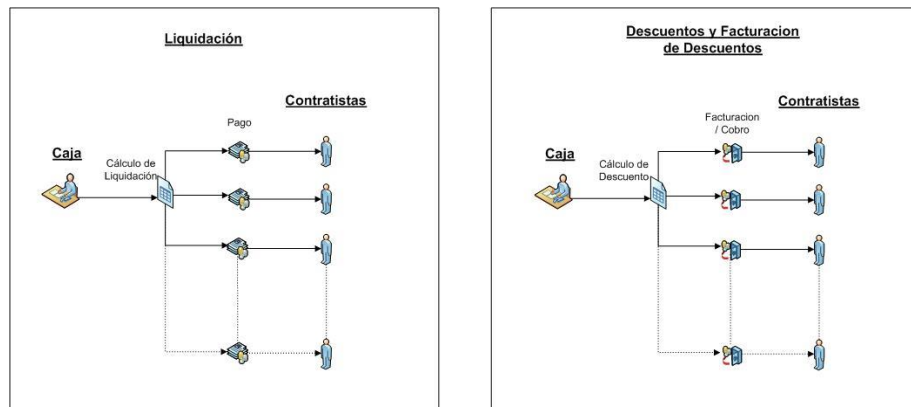 Liquidación
Contratistas
Pago
Caja
Cálculo de
Liquidación
Descuentos y Facturacion
de Descuentos
Contratistas
Facturacion
/ Cobro
Caja
Cálculo de
Descuento